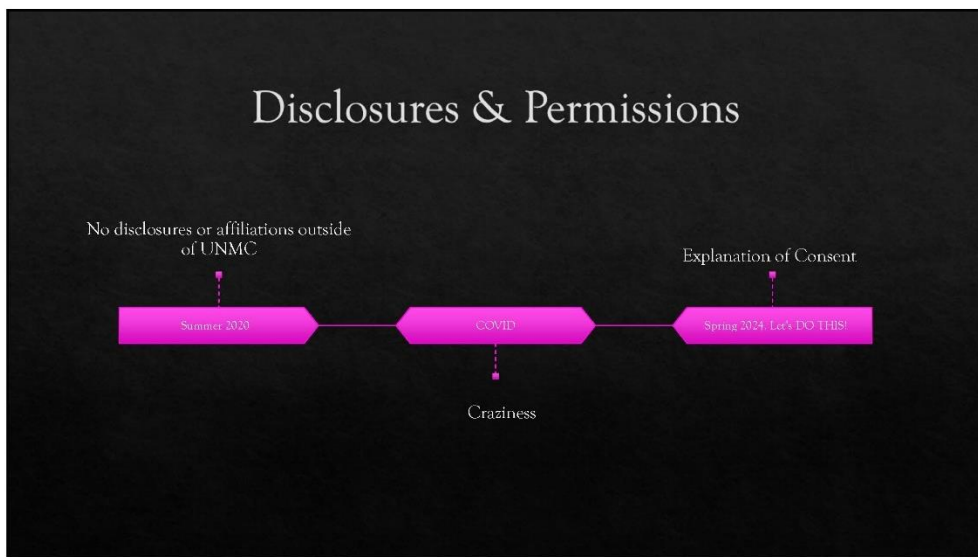 Disclosures & Permissions
No disclosures or affiliations outside
of UNMC
Explanation of Consent
Summer 2020
COVID
Spring 2024. Let's DO THIS!
Craziness